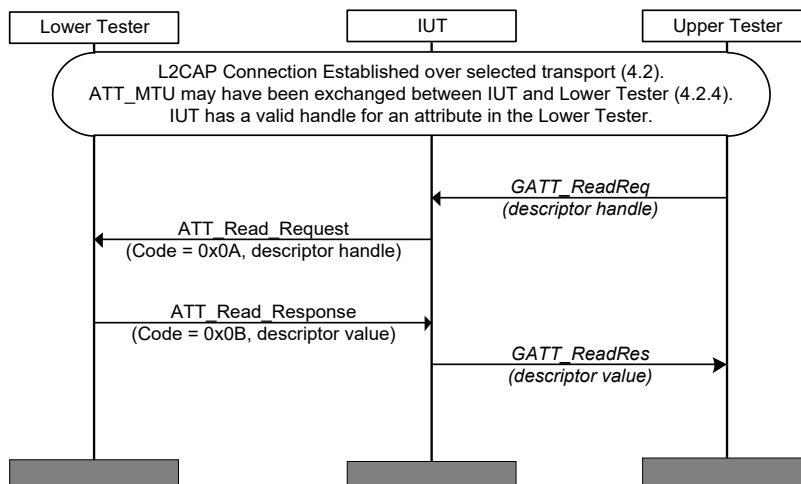 Lower Tester
IUT
Upper Tester
L2CAP Connection Established over selected transport (4.2).
ATT_MTU may have been exchanged between IUT and Lower Tester (4.2.4).
IUT has a valid handle for an attribute in the Lower Tester.
GATT_ReadReq
(descriptor handle)
ATT_Read_Request
(Code = 0x0A, descriptor handle)
ATT_Read_Response
(Code = 0x0B, descriptor value)
GATT_ReadRes
(descriptor value)